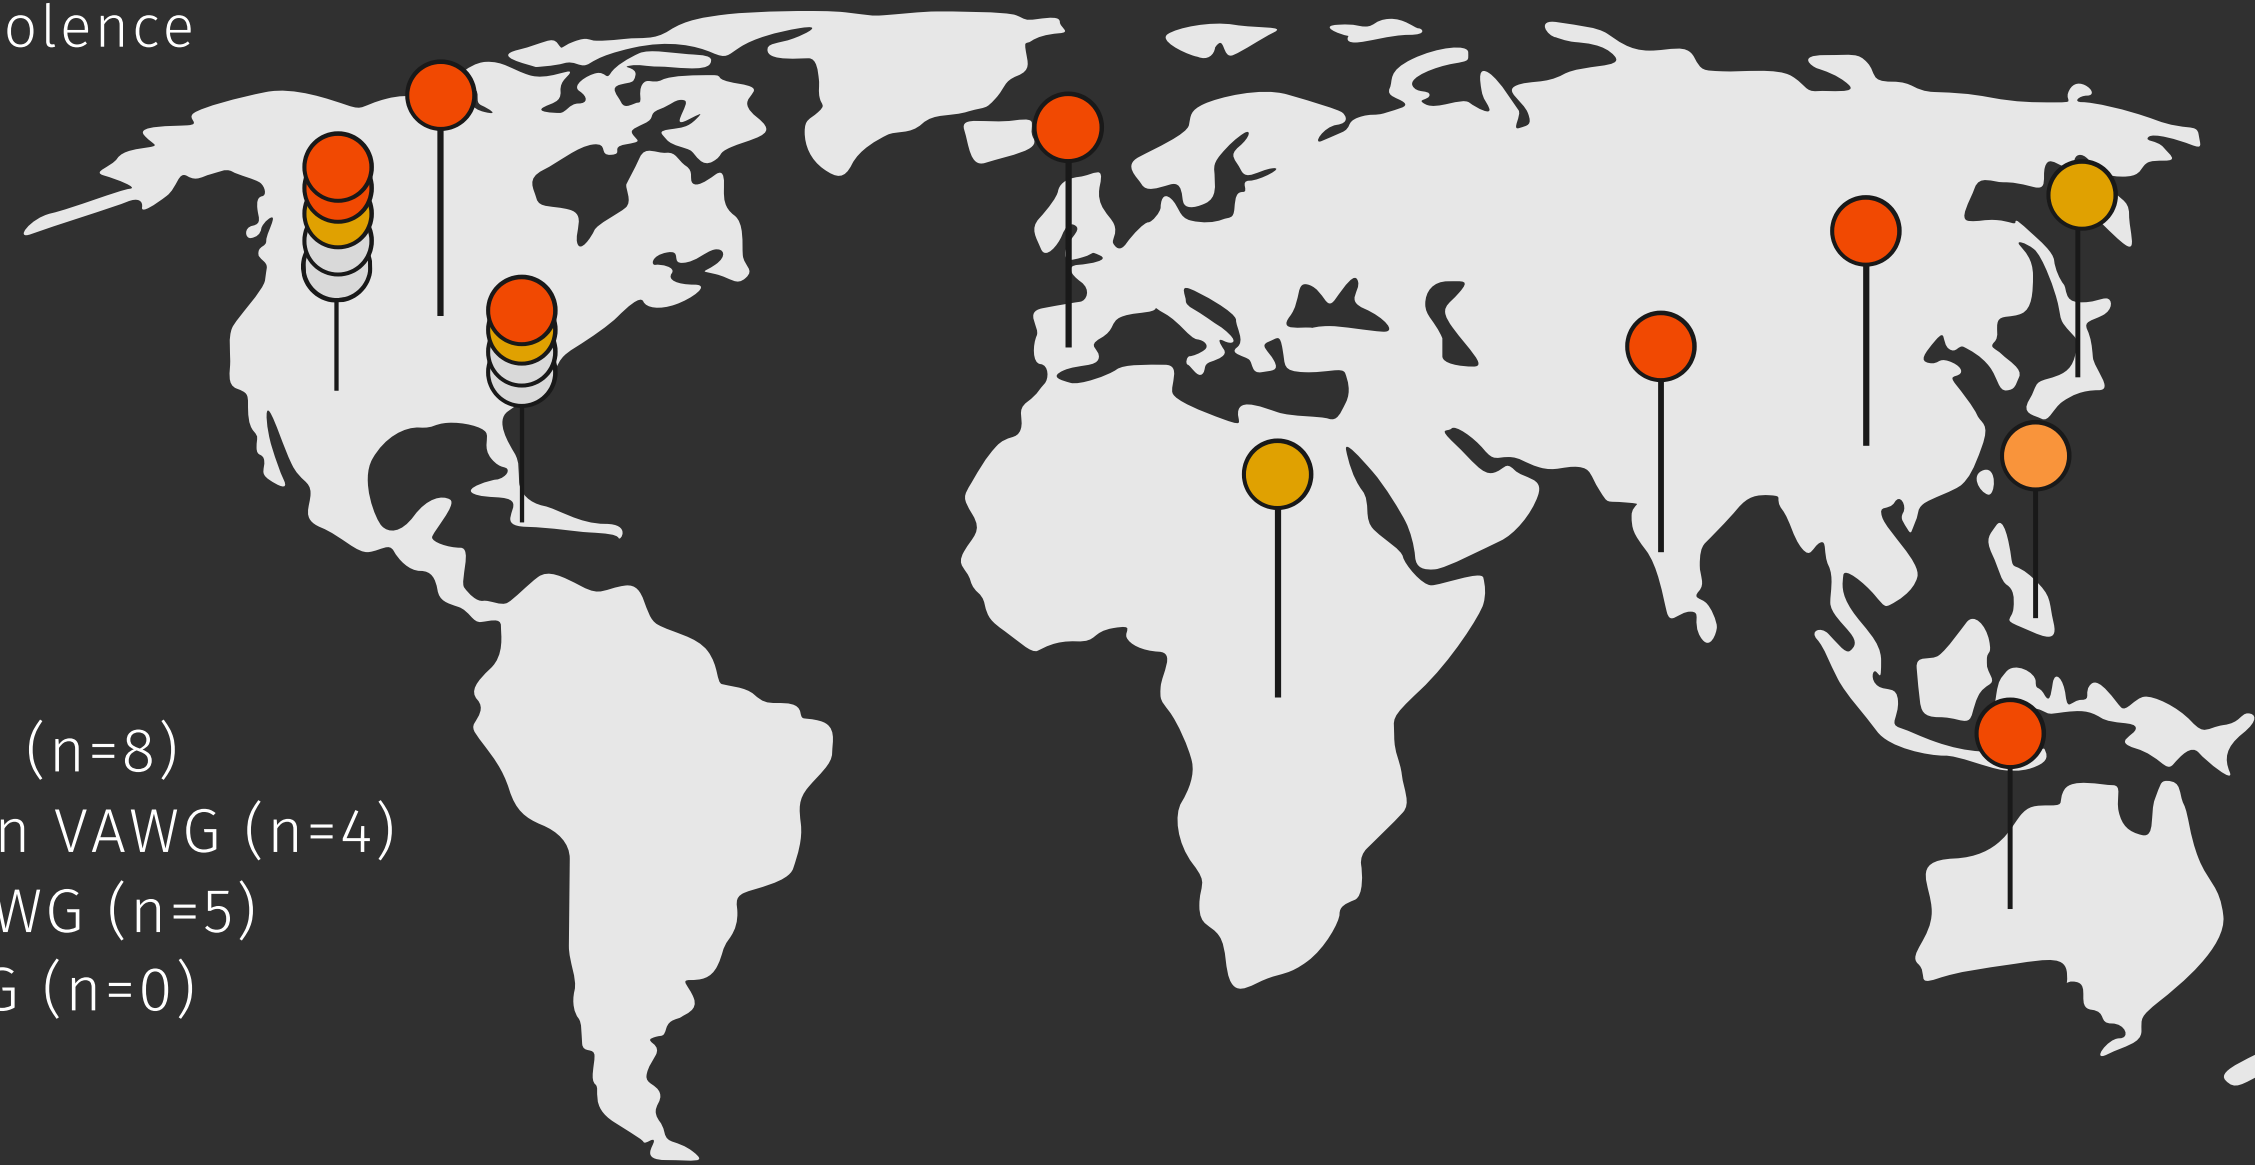 olence
(n=8)
n VAWG (n=4)
WG (n=5)
G (n=0)